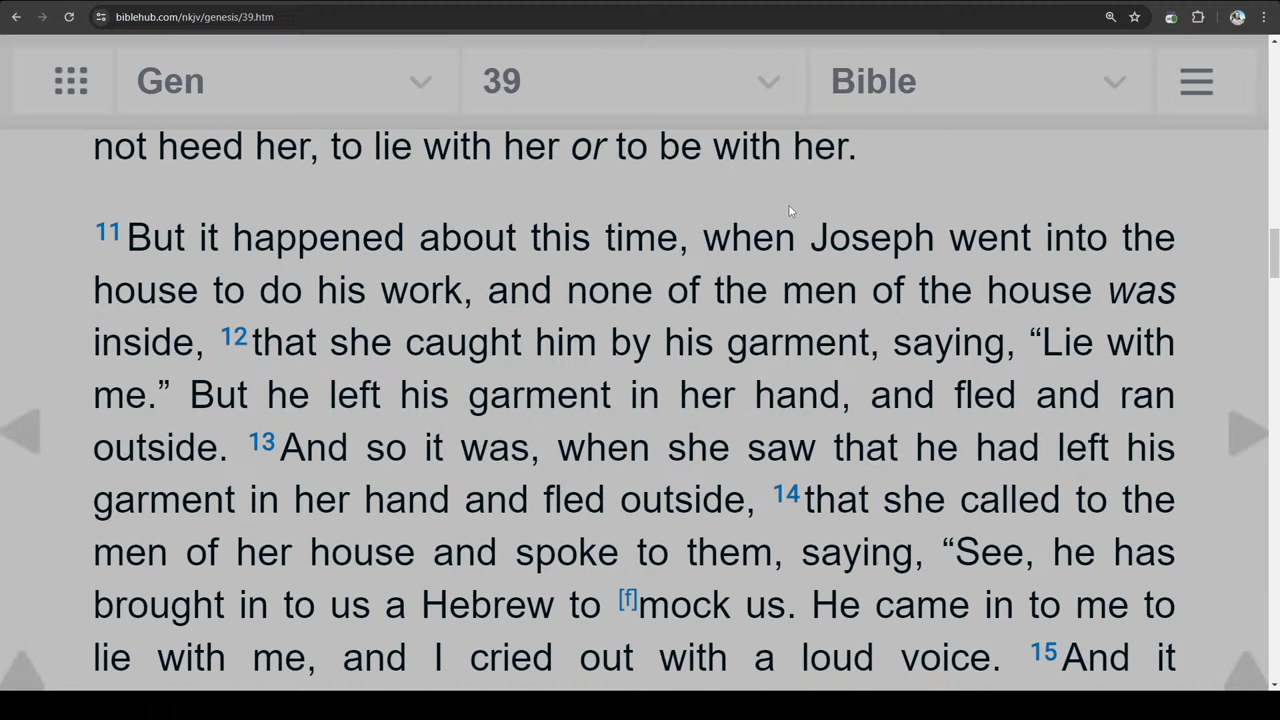 biblehub.com/nkjv/genesis/39.htm
Gen 39 Bible
not heed her, to lie with her or to be with her.
11 But it happened about this time, when Joseph went into the
house to do his work, and none of the men of the house was
inside, 12 that she caught him by his garment, saying, “Lie with
me.” But he left his garment in her hand, and fled and ran
outside. 13 And so it was, when she saw that he had left his
garment in her hand and fled outside, 14 that she called to the
men of her house and spoke to them, saying, “See, he has
brought in to us a Hebrew to [f]mock us. He came in to me to
lie with me, and I cried out with a loud voice. 15 And it